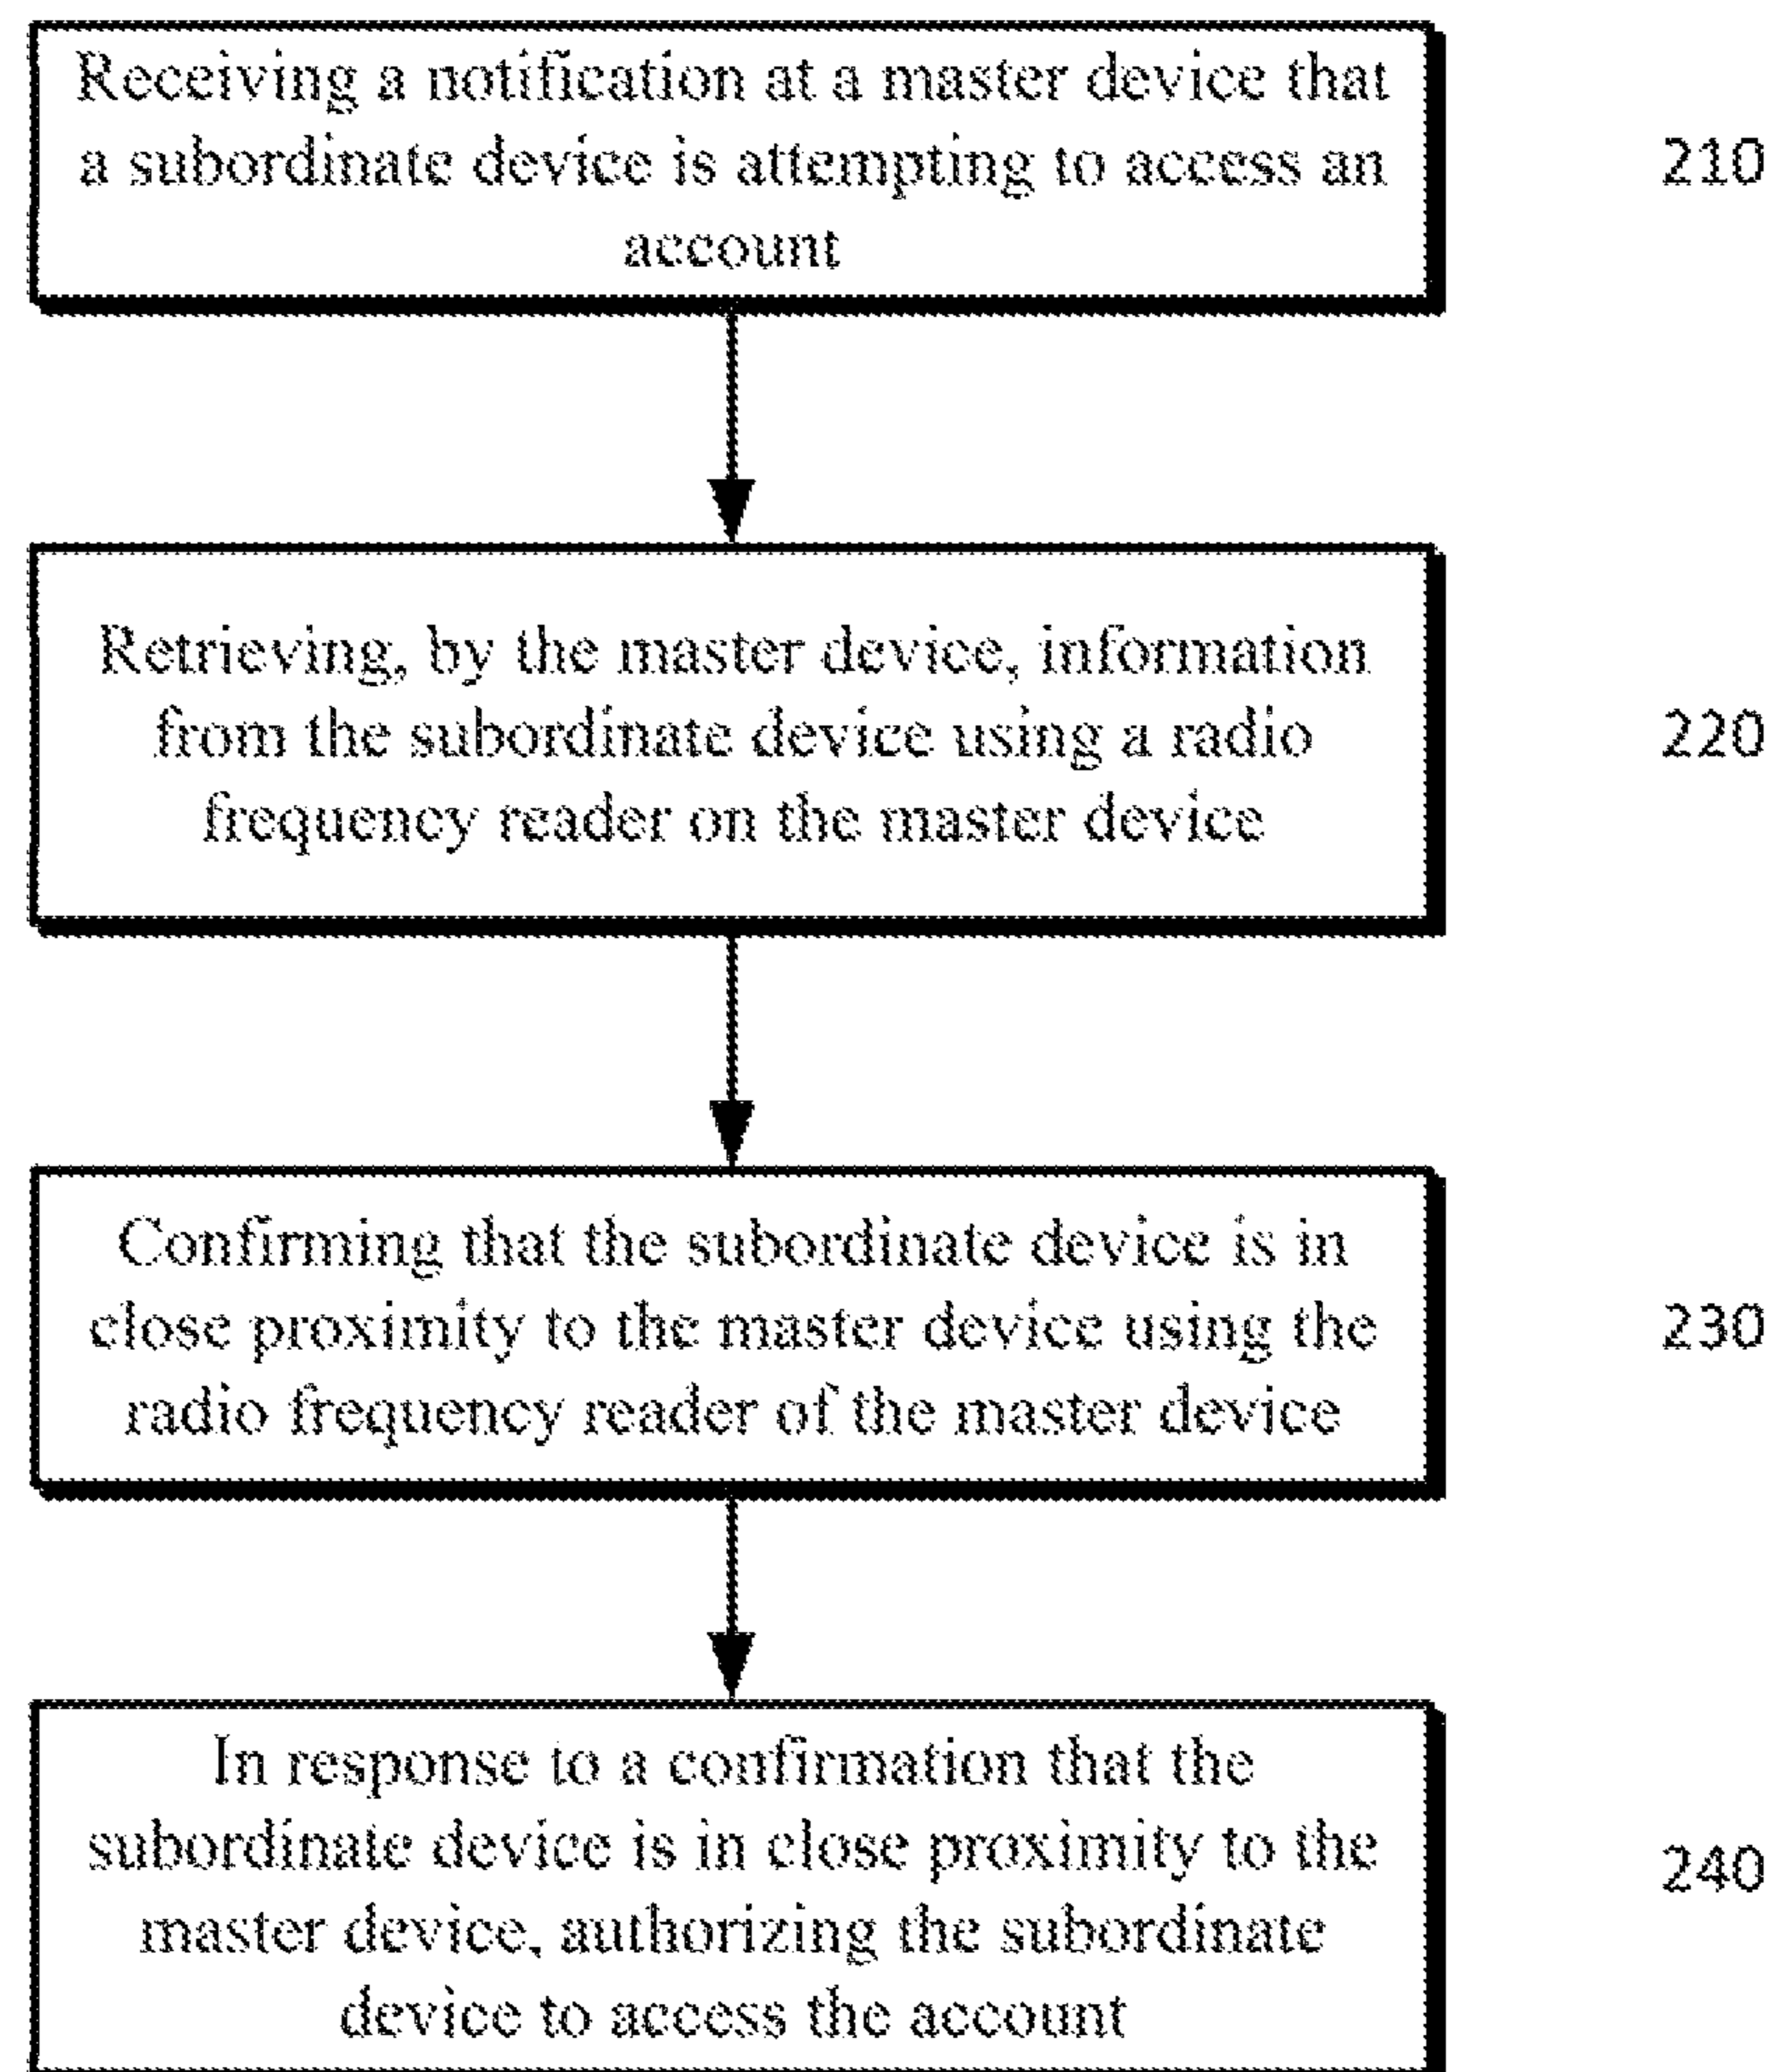 Receiving a notification at a master device that
a subordinate device is attempting to access an
account
210
Retrieving, by the master device, information
from the subordinate device using a radio
frequency reader on the master device
220
Confirming that the subordinate device is in
close proximity to the master device using the
radio frequency reader of the master device
230
In response to a confirmation that the
subordinate device is in close proximity to the
master device, authorizing the subordinate
device to access the account
240